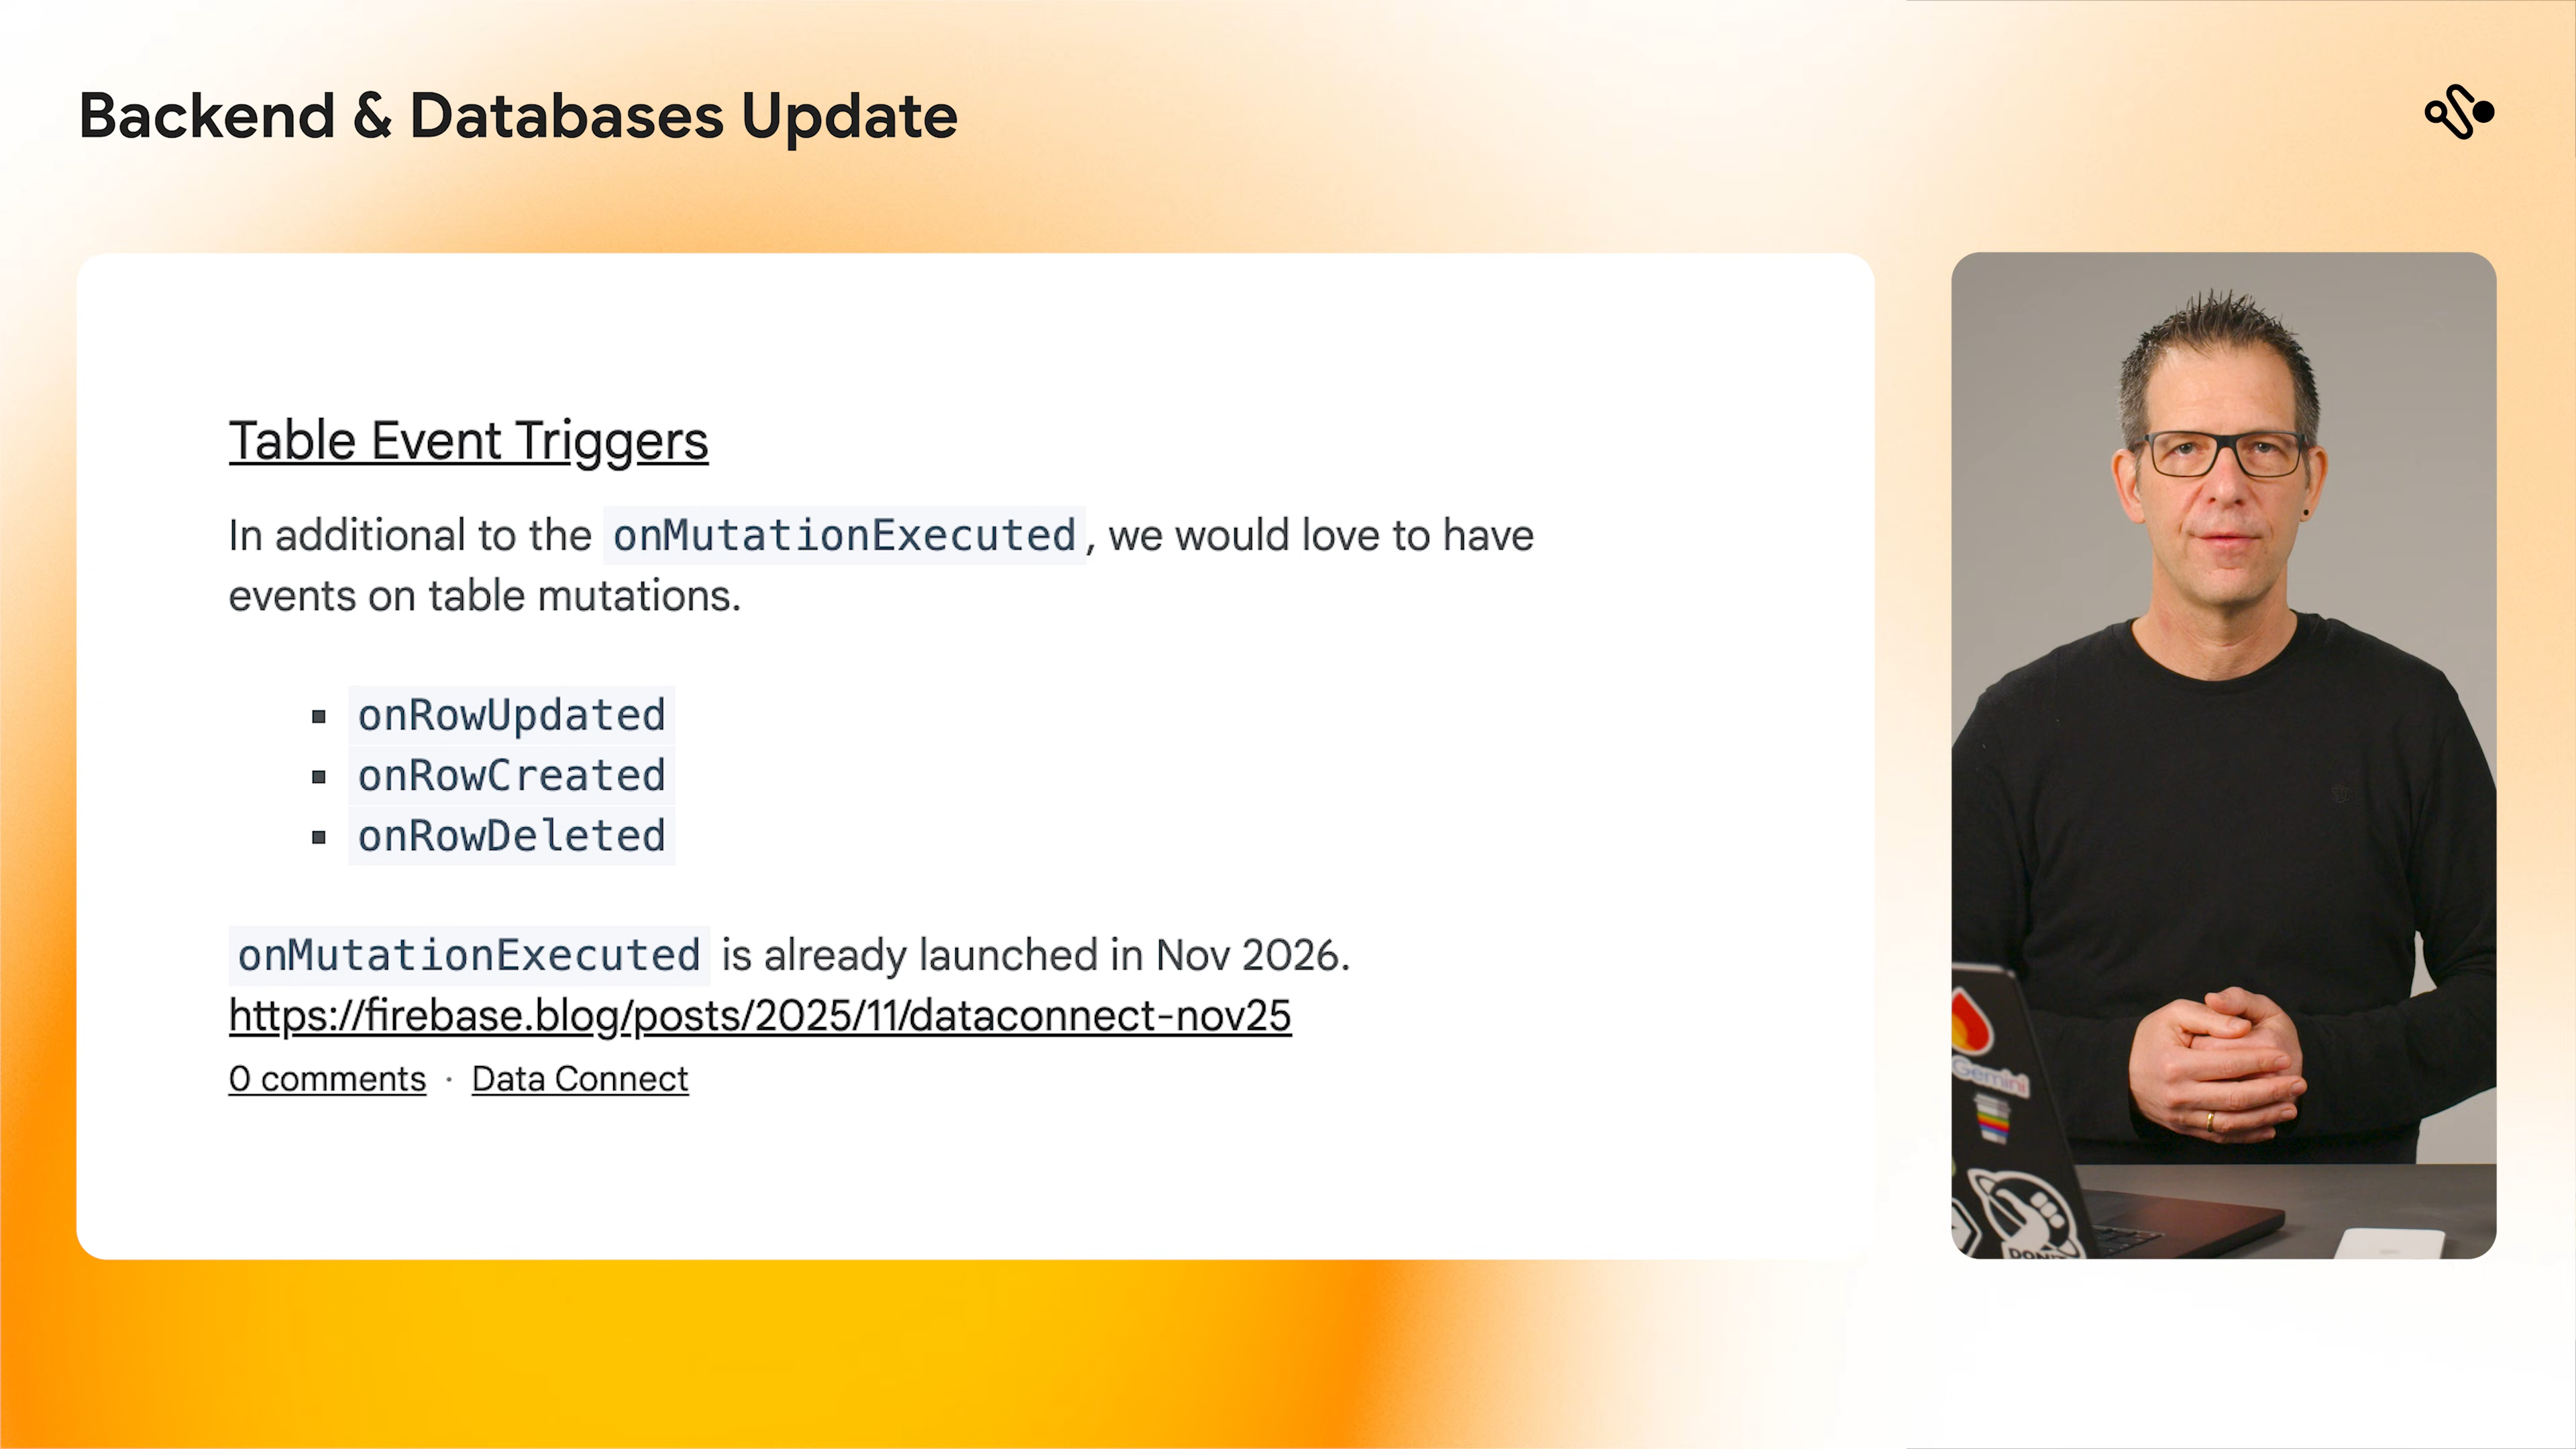 Backend & Databases Update
Table Event Triggers
In additional to the onMutationExecuted, we would love to have
events on table mutations.
▪ onRowUpdated
▪ onRowCreated
▪ onRowDeleted
onMutationExecuted is already launched in Nov 2026.
https://firebase.blog/posts/2025/11/dataconnect-nov25
0 comments · Data Connect
Gemini